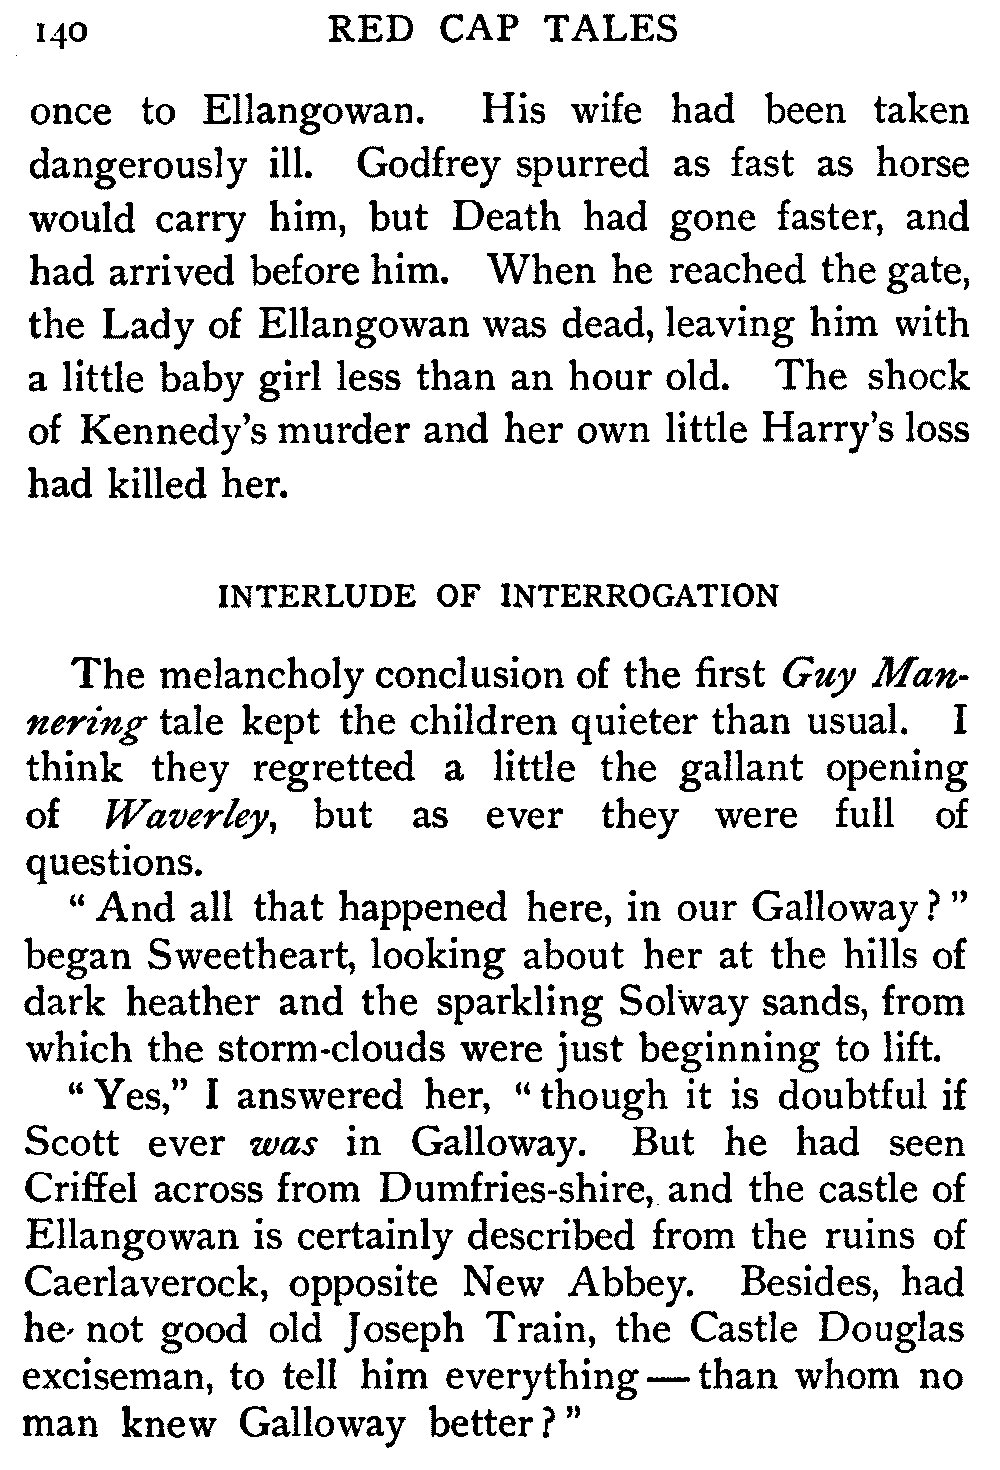 140 RED CAP TALES
once to Ellangowan. His wife had been taken
dangerously ill. Godfrey spurred as fast as horse
would carry him, but Death had gone faster, and
had arrived before him. When he reached the gate,
the Lady of Ellangowan was dead, leaving him with
a little baby girl less than an hour old. The shock
of Kennedy's murder and her own little Harry's loss
had killed her.
INTERLUDE OF INTERROGATION
The melancholy conclusion of the first Guy Man-
nering tale kept the children quieter than usual. I
think they regretted a little the gallant opening
of Waverley, but as ever they were full of
questions.
" And all that happened here, in our Galloway? "
began Sweetheart, looking about her at the hills of
dark heather and the sparkling Solway sands, from
which the storm-clouds were just beginning to lift.
" Yes," I answered her, " though it is doubtful if
Scott ever was in Galloway. But he had seen
Criffel across from Dumfries-shire, and the castle of
Ellangowan is certainly described from the ruins of
Caerlaverock, opposite New Abbey. Besides, had
he not good old Joseph Train, the Castle Douglas
exciseman, to tell him everything — than whom no
man knew Galloway better? "